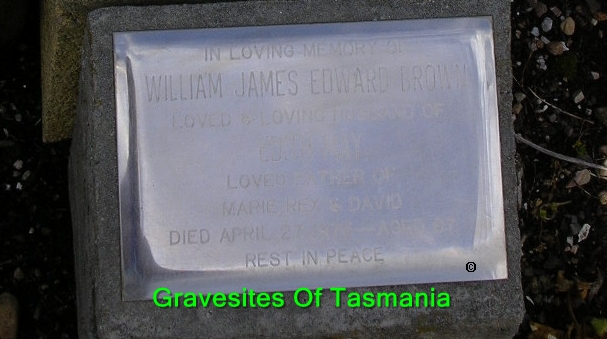 IN LOVING MEMORY OF
WILLIAM JAMES EDWARD BROWN
LOVED & LOVING HUSBAND OF
LOVED FATHER OF
MARIE REX & DAVID
DIED APRIL
REST IN PEACE
©
Gravesites Of Tasmania